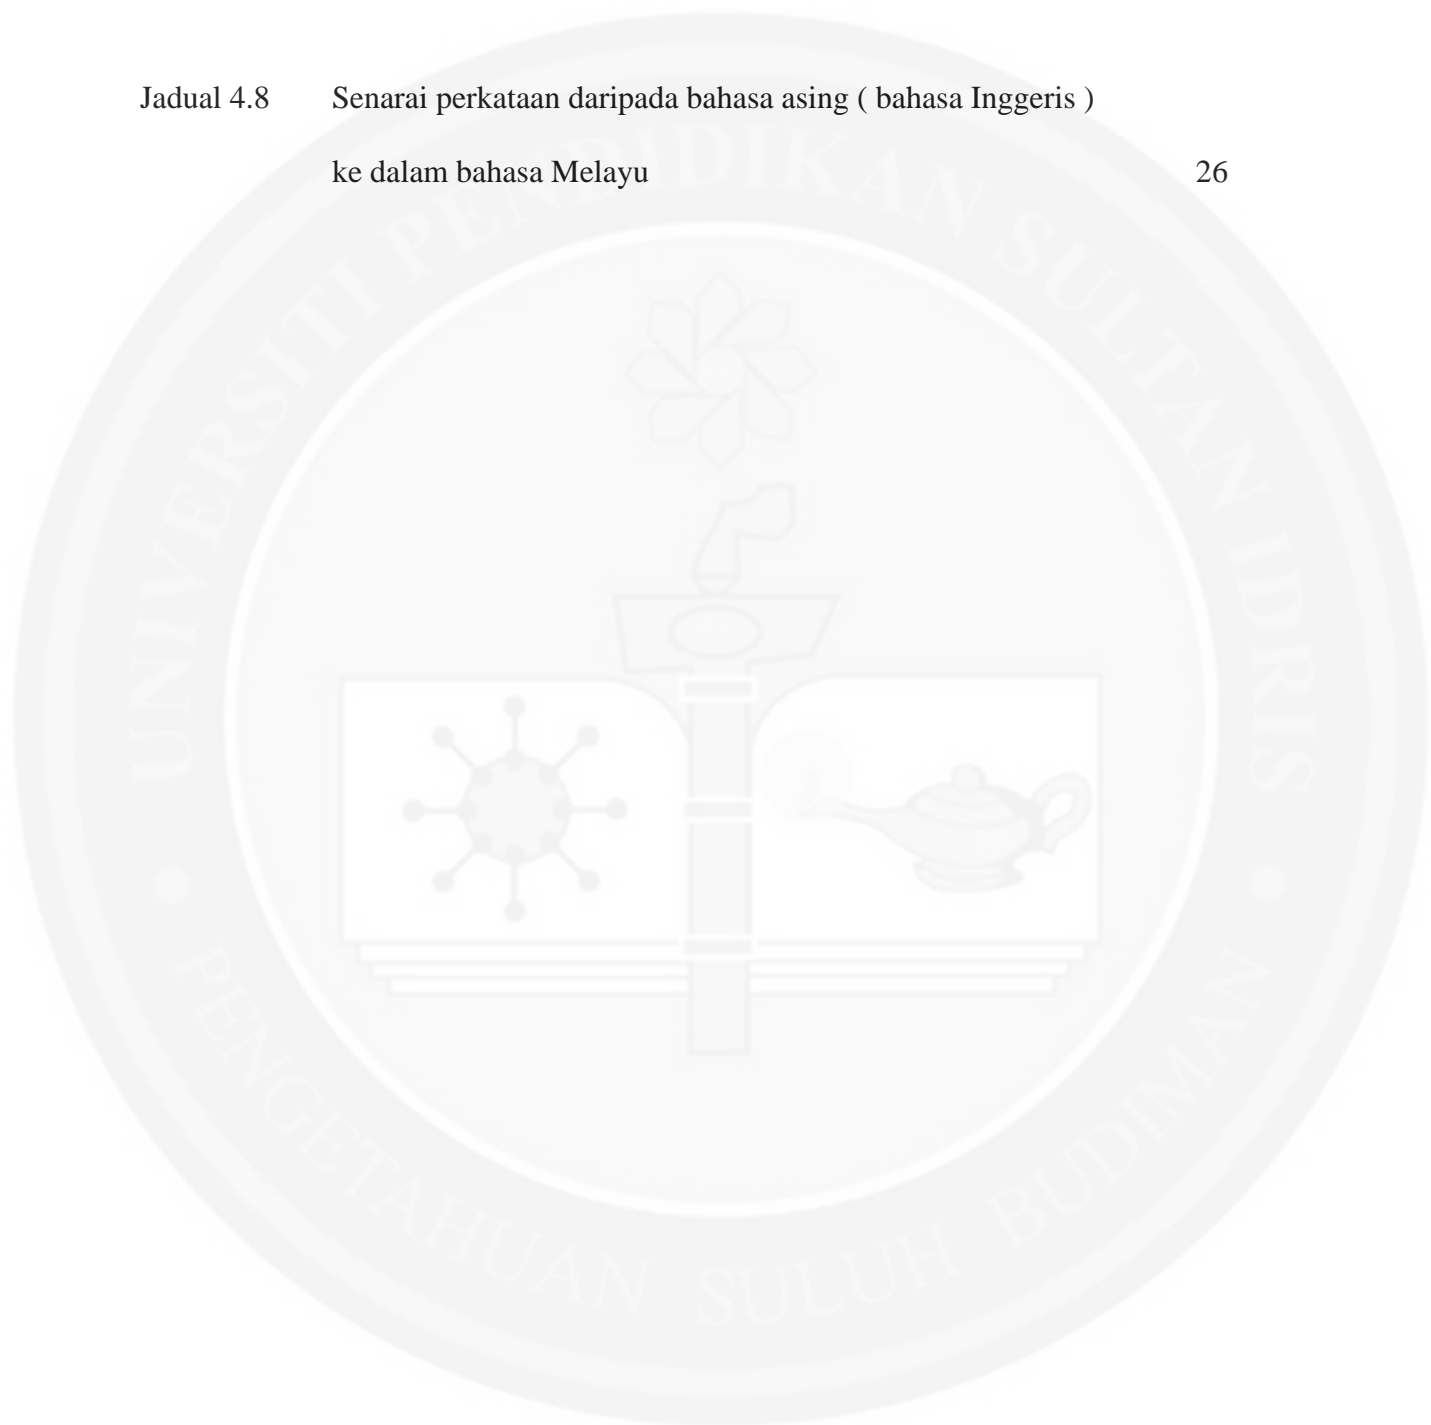 Jadual 4.8 Senarai perkataan daripada bahasa asing ( bahasa Inggeris )
ke dalam bahasa Melayu 26
UNIVERSITI PENDIDIKAN SULTAN IDRIS
PENGETAHUAN SULUH BUDIMAN